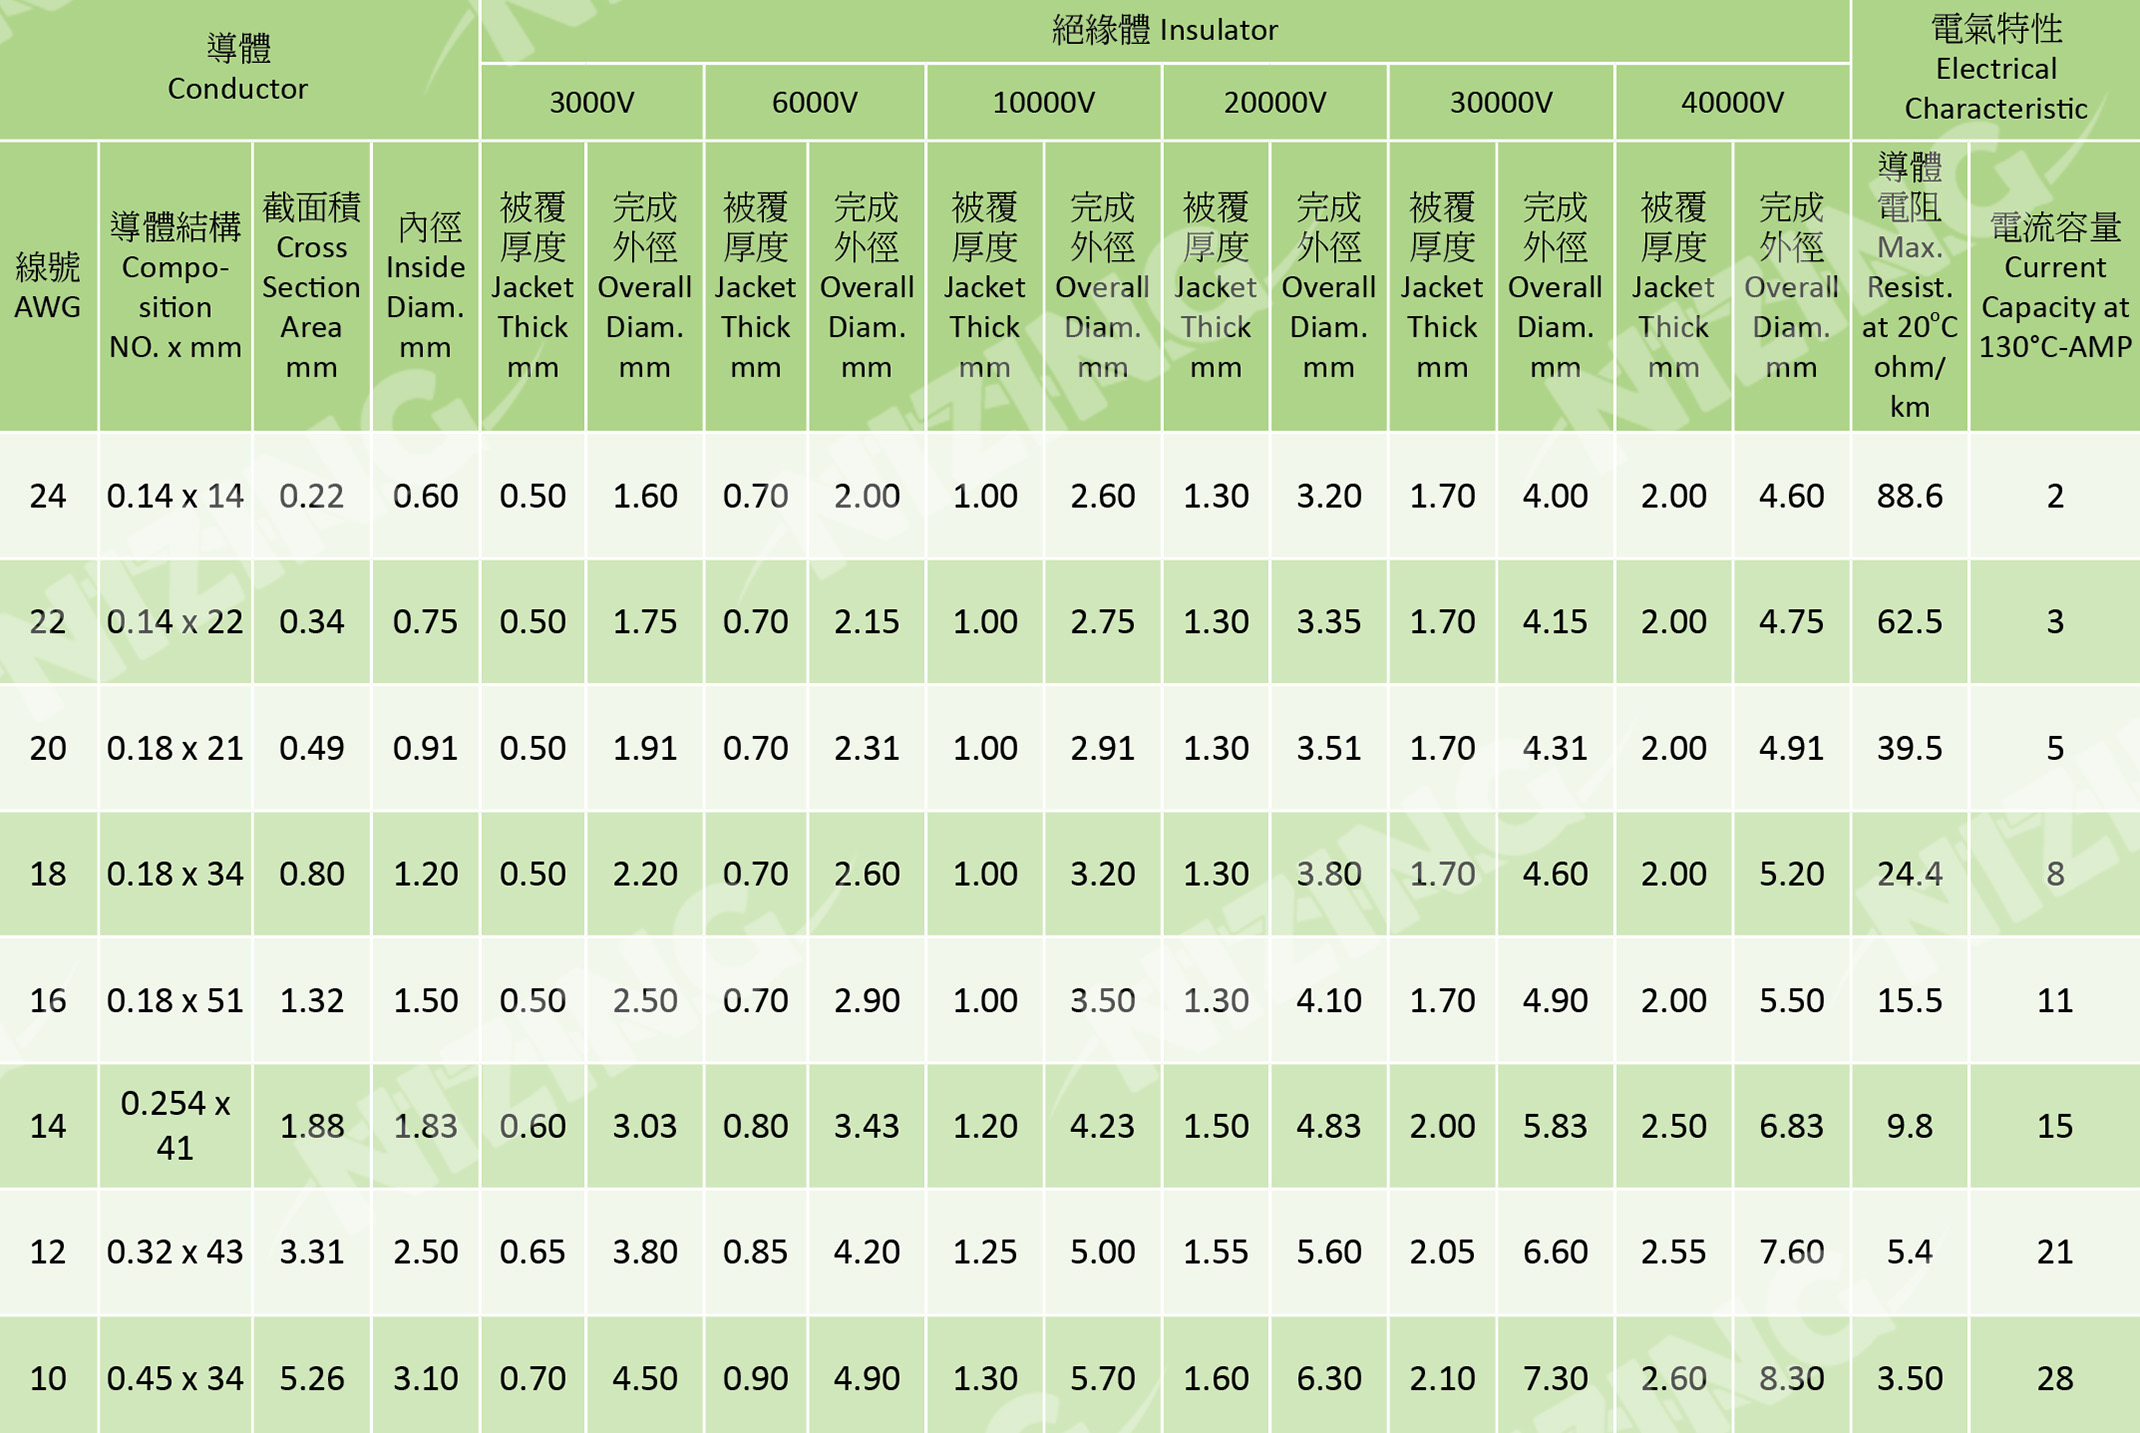 導體
Conductor
絕緣體 Insulator
電氣特性
Electrical
Characteristic
3000V 6000V 10000V 20000V 30000V 40000V
線號
AWG
導體結構
Compo-
sition
NO. x mm
截面積
Cross
Section
Area
mm
內徑
Inside
Diam.
mm
被覆
厚度
Jacket
Thick
mm
完成
外徑
Overall
Diam.
mm
被覆
厚度
Jacket
Thick
mm
完成
外徑
Overall
Diam.
mm
被覆
厚度
Jacket
Thick
mm
完成
外徑
Overall
Diam.
mm
被覆
厚度
Jacket
Thick
mm
完成
外徑
Overall
Diam.
mm
被覆
厚度
Jacket
Thick
mm
完成
外徑
Overall
Diam.
mm
被覆
厚度
Jacket
Thick
mm
完成
外徑
Overall
Diam.
mm
導體
電阻
Max.
Resist.
at 20°C
ohm/
km
電流容量
Current
Capacity at
130°C-AMP
24 0.14 x 14 0.22 0.60 0.50 1.60 0.70 2.00 1.00 2.60 1.30 3.20 1.70 4.00 2.00 4.60 88.6 2
22 0.14 x 22 0.34 0.75 0.50 1.75 0.70 2.15 1.00 2.75 1.30 3.35 1.70 4.15 2.00 4.75 62.5 3
20 0.18 x 21 0.49 0.91 0.50 1.91 0.70 2.31 1.00 2.91 1.30 3.51 1.70 4.31 2.00 4.91 39.5 5
18 0.18 x 34 0.80 1.20 0.50 2.20 0.70 2.60 1.00 3.20 1.30 3.80 1.70 4.60 2.00 5.20 24.4 8
16 0.18 x 51 1.32 1.50 0.50 2.50 0.70 2.90 1.00 3.50 1.30 4.10 1.70 4.90 2.00 5.50 15.5 11
14 0.254 x 41 1.88 1.83 0.60 3.03 0.80 3.43 1.20 4.23 1.50 4.83 2.00 5.83 2.50 6.83 9.8 15
12 0.32 x 43 3.31 2.50 0.65 3.80 0.85 4.20 1.25 5.00 1.55 5.60 2.05 6.60 2.55 7.60 5.4 21
10 0.45 x 34 5.26 3.10 0.70 4.50 0.90 4.90 1.30 5.70 1.60 6.30 2.10 7.30 2.60 8.30 3.50 28
NIZING
NIZING
NIZING
NIZING
NIZING
NIZING